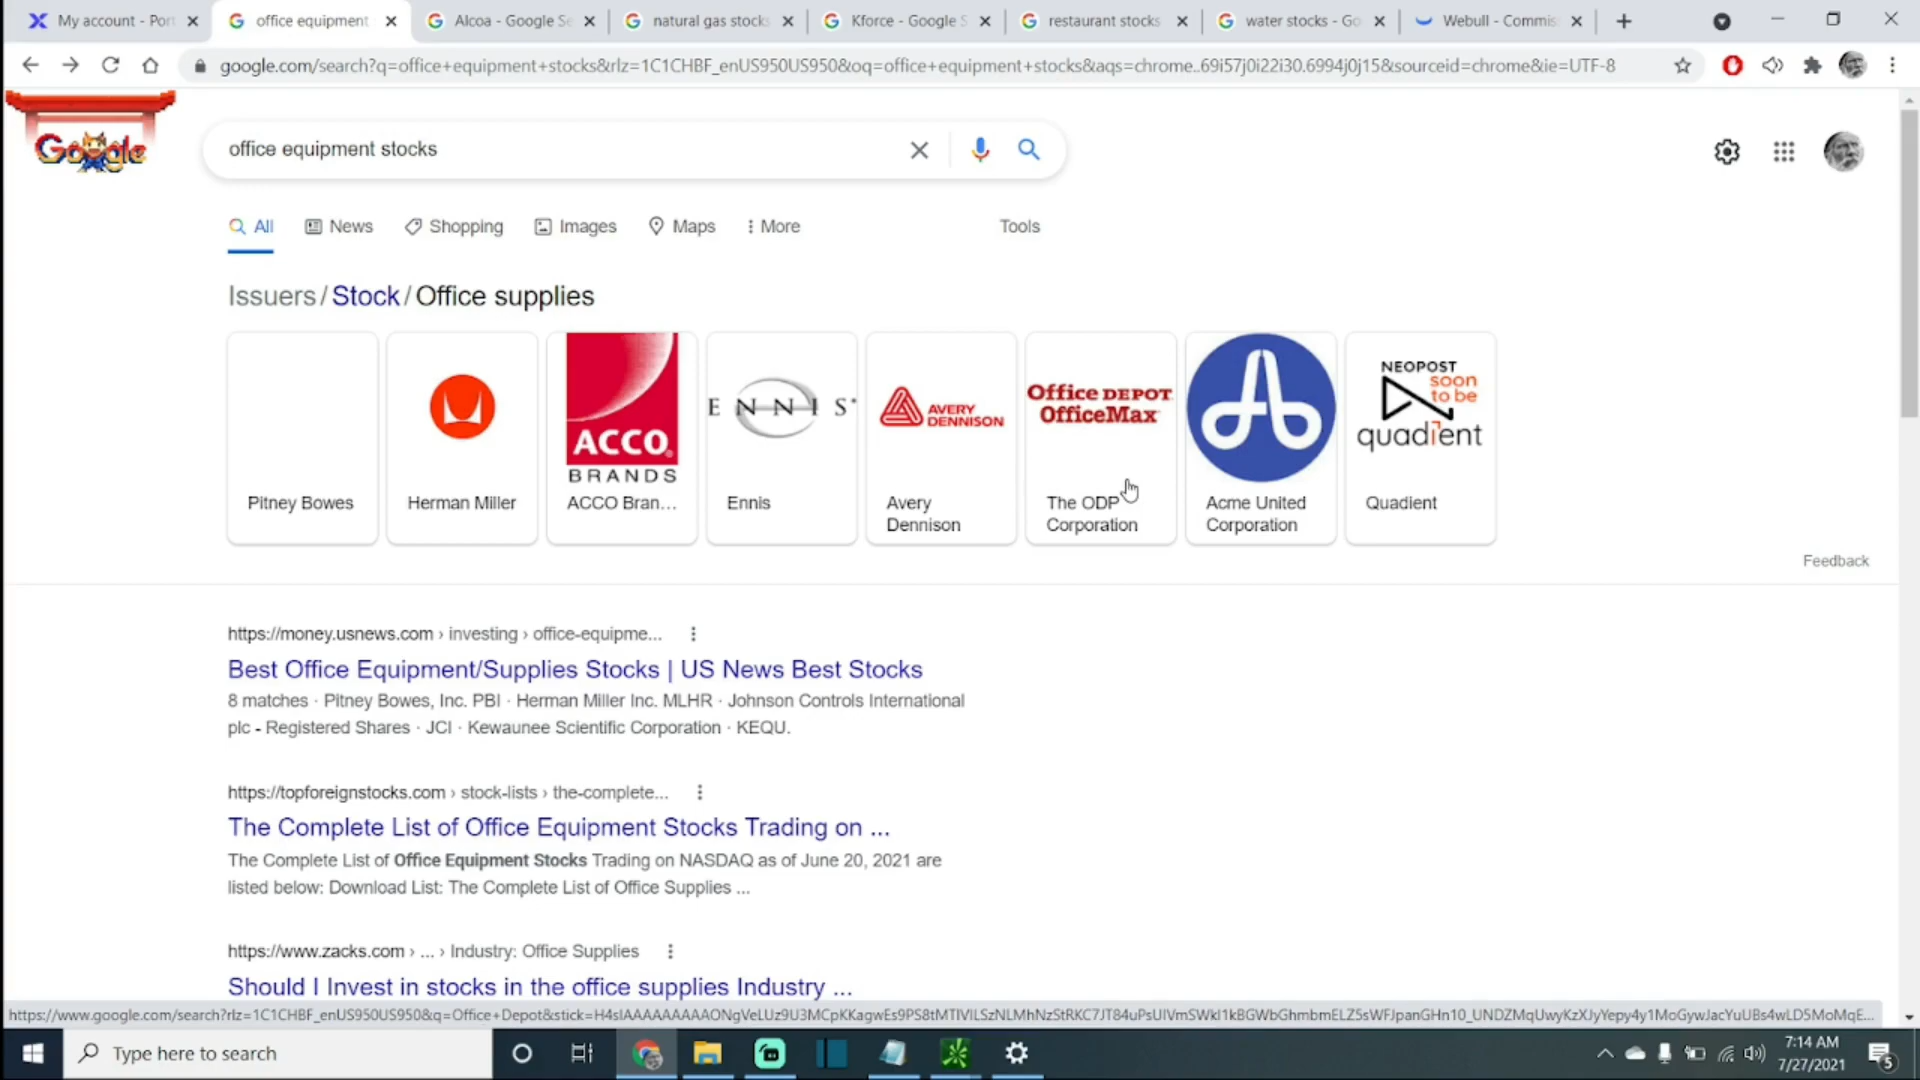 My account - Por
office equipment
Alcoa - Google Se
natural gas stocks
Kforce - Google S
restaurant stocks
water stocks - Go
Webull - Commis
google.com/search?q=office+equipment+stocks&rlz=1C1CHBF_enUS950US950&oq=office+equipment+stocks&aqs=chrome..69i57j0i22i30.6994j0j15&sourceid=chrome&ie=UTF-8
Google
office equipment stocks
All
News
Shopping
Images
Maps
More
Tools
Issuers / Stock / Office supplies
ACCO
BRANDS
ENNIS
AVERY
DENNISON
Office DEPOT
OfficeMax
NEOPOST
soon
to be
quadient
Pitney Bowes
Herman Miller
ACCO Bran...
Ennis
Avery
Dennison
The ODP
Corporation
Acme United
Corporation
Quadient
Feedback
https://money.usnews.com › investing › office-equipme...
Best Office Equipment/Supplies Stocks | US News Best Stocks
8 matches · Pitney Bowes, Inc. PBI · Herman Miller Inc. MLHR · Johnson Controls International
plc - Registered Shares · JCI · Kewaunee Scientific Corporation · KEQU.
https://topforeignstocks.com › stock-lists › the-complete...
The Complete List of Office Equipment Stocks Trading on ...
The Complete List of Office Equipment Stocks Trading on NASDAQ as of June 20, 2021 are
listed below: Download List: The Complete List of Office Supplies ...
https://www.zacks.com › ... › Industry: Office Supplies
Should I Invest in stocks in the office supplies Industry ...
Type here to search
7:14 AM
7/27/2021
5